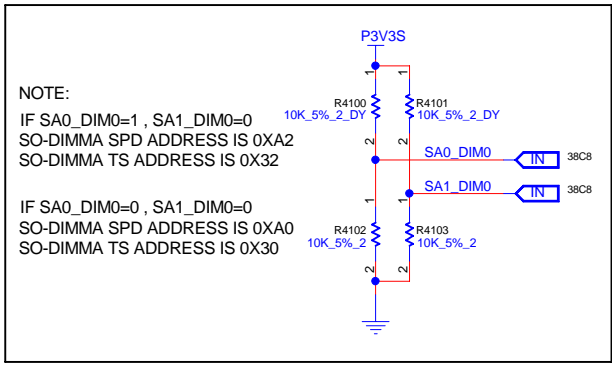 P3V3S
NOTE:
IF SA0_DIM0=1 , SA1_DIM0=0
SO-DIMMA SPD ADDRESS IS 0XA2
SO-DIMMA TS ADDRESS IS 0X32
IF SA0_DIM0=0 , SA1_DIM0=0
SO-DIMMA SPD ADDRESS IS 0XA0
SO-DIMMA TS ADDRESS IS 0X30
1 1
R4100 R4101
10K_5%_2_DY 10K_5%_2_DY
2 2
SA0_DIM0 IN 38C8
SA1_DIM0 IN 38C8
1 1
R4102 R4103
10K_5%_2 10K_5%_2
2 2